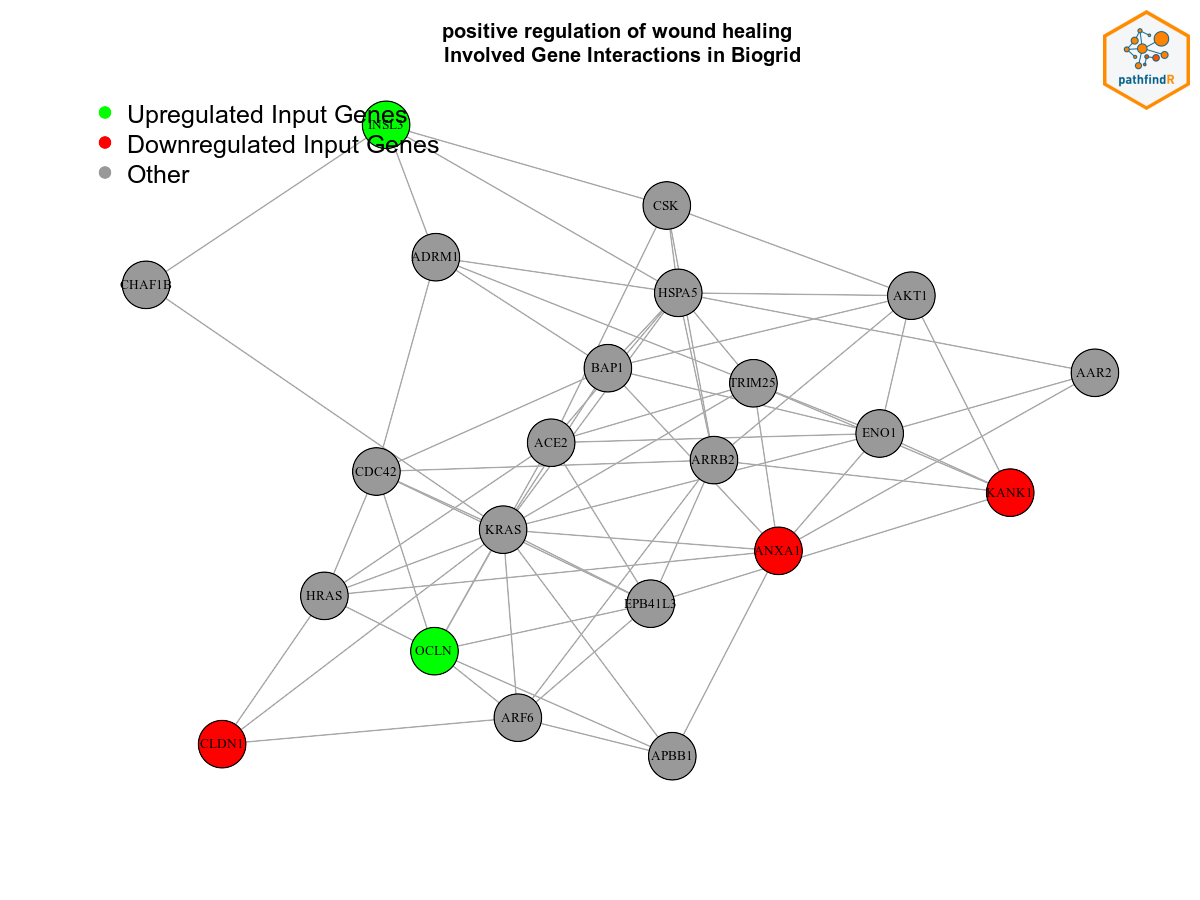 positive regulation of wound healing
Involved Gene Interactions in Biogrid
pathfindR
Upregulated Input Genes
INSL3
Downregulated Input Genes
Other
CSK
ADRM1
CHAF1B
HSPA5
AKT1
BAP1
TRIM25
AAR2
ACE2
ENO1
CDC42
ARRB2
KANK1
KRAS
ANXA1
HRAS
EPB41L3
OCLN
ARF6
CLDN1
APBB1